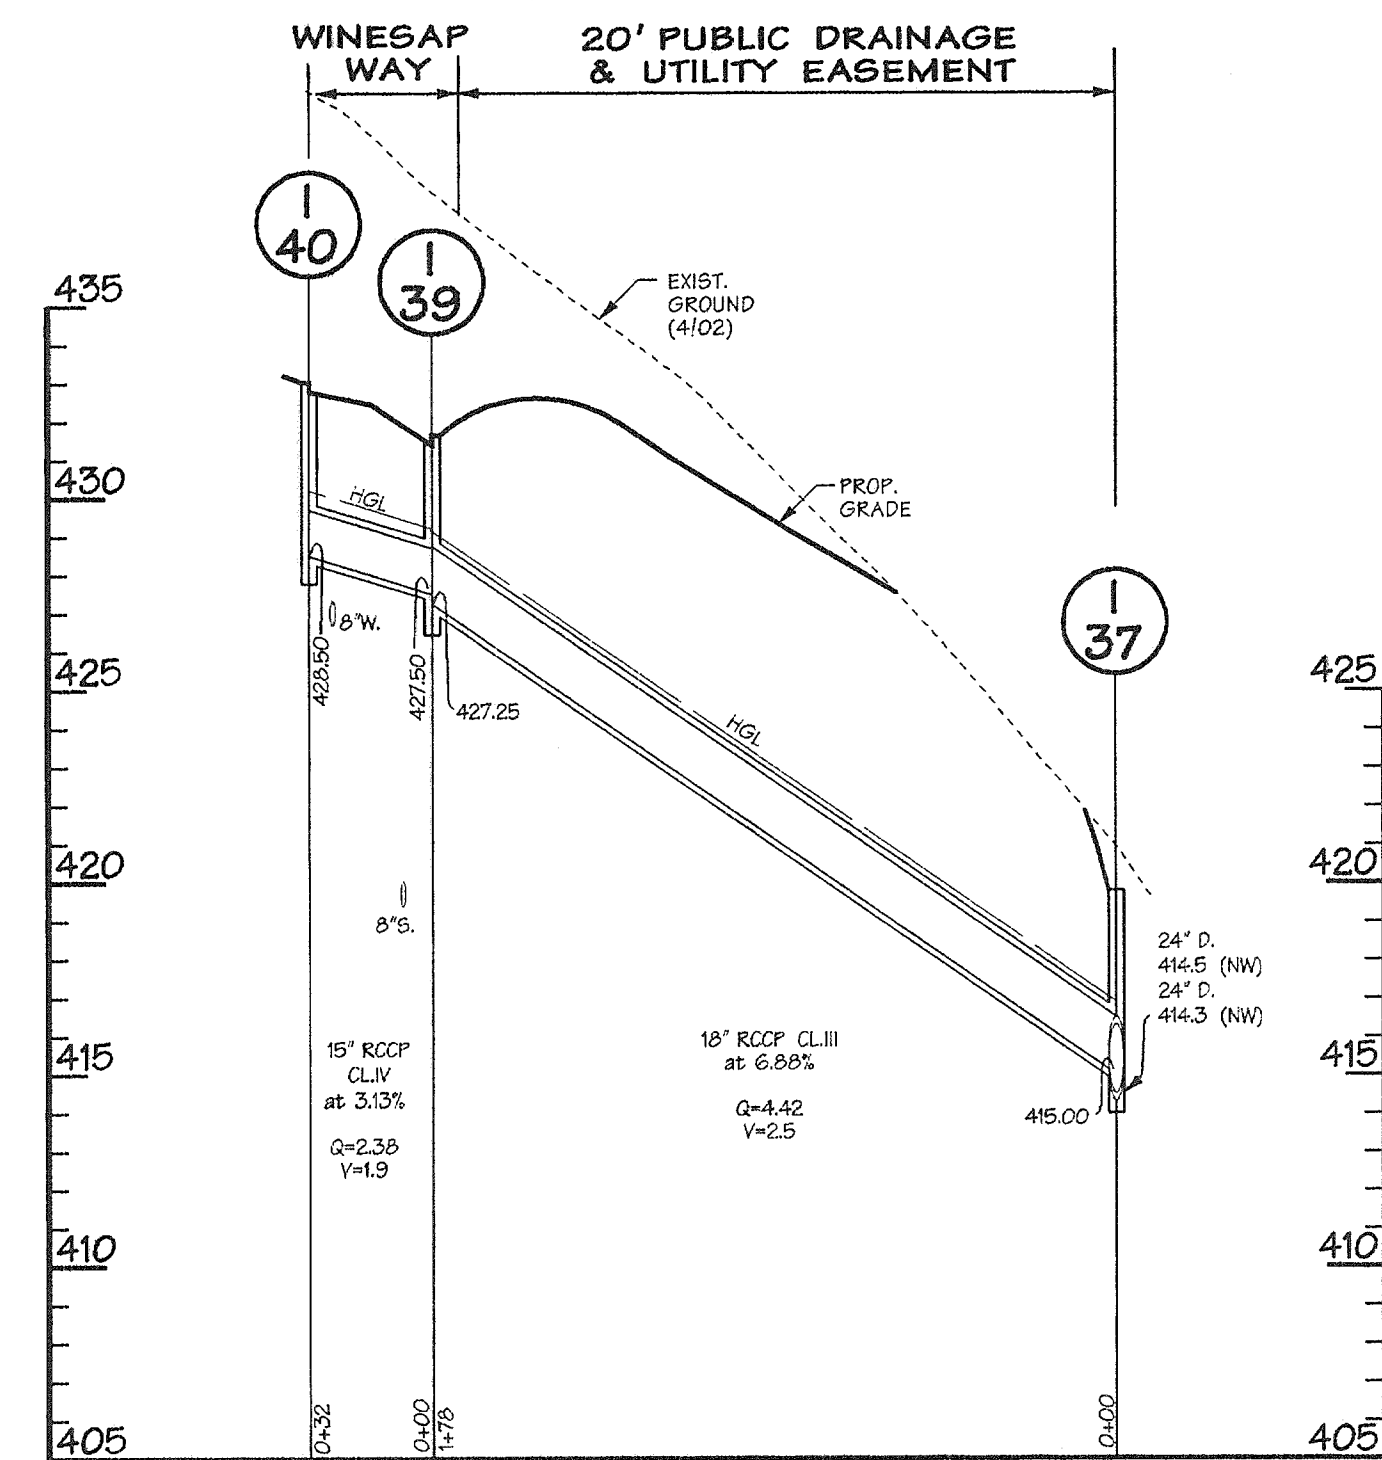 WINESAP
WAY
20' PUBLIC DRAINAGE
& UTILITY EASEMENT
I
40
I
39
EXIST.
GROUND
(4/02)
435
430
425
420
415
410
405
HGL
PROP.
GRADE
I
37
8"W.
428.50
427.50
427.25
HGL
8"S.
425
420
415
410
405
24" D.
414.5 (NW)
24" D.
414.3 (NW)
15" RCCP
CL.IV
at 3.13%
Q=2.38
V=1.9
18" RCCP CL.III
at 6.88%
Q=4.42
V=2.5
415.00
0+32
0+00
1+78
0+00